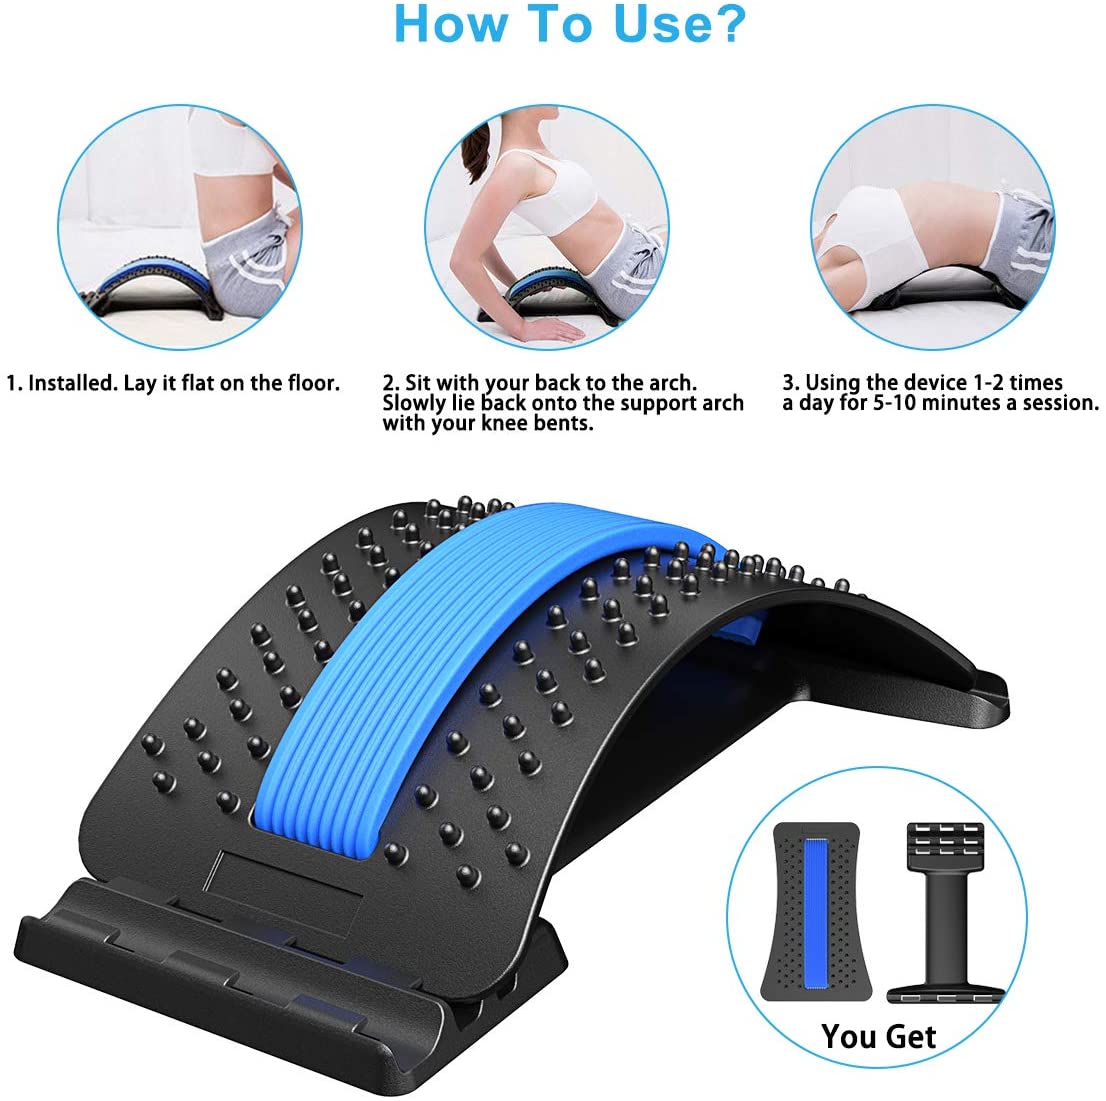 How To Use?
1. Installed. Lay it flat on the floor.
2. Sit with your back to the arch.
Slowly lie back onto the support arch
with your knee bents.
3. Using the device 1-2 times
a day for 5-10 minutes a session.
You Get